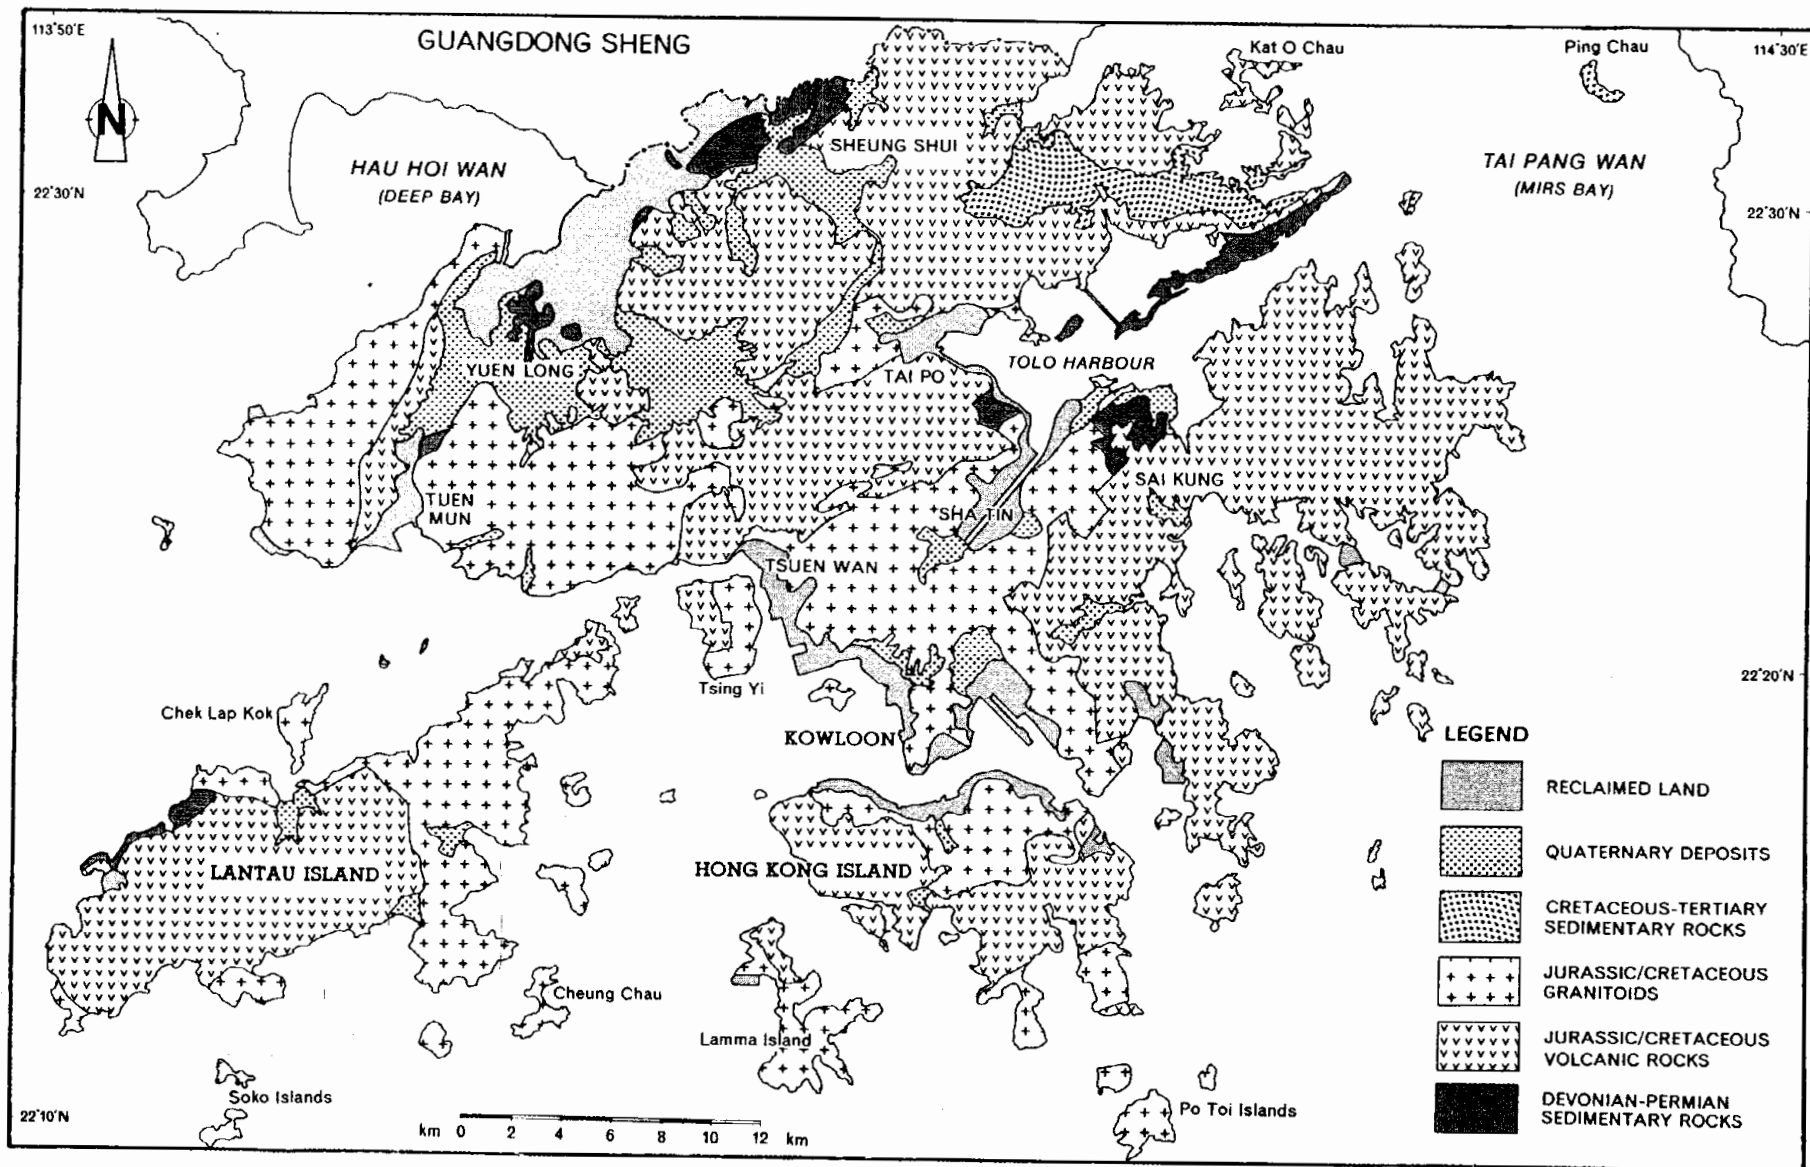 113°50'E
GUANGDONG SHENG
Kat O Chau
Ping Chau
114°30'E
N
SHEUNG SHUI
HAU HOI WAN
(DEEP BAY)
TAI PANG WAN
(MIRS BAY)
22°30'N
22°30'N
TOLO HARBOUR
YUEN LONG
TAI PO
SAI KUNG
TUEN
MUN
SHA TIN
TSUEN WAN
22°20'N
Tsing Yi
Chek Lap Kok
KOWLOON
LANTAU ISLAND
HONG KONG ISLAND
Cheung Chau
Lamma Island
Soko Islands
Po Toi Islands
22°10'N
km 0 2 4 6 8 10 12 km
LEGEND
RECLAIMED LAND
QUATERNARY DEPOSITS
CRETACEOUS-TERTIARY
SEDIMENTARY ROCKS
JURASSIC/CRETACEOUS
GRANITOIDS
JURASSIC/CRETACEOUS
VOLCANIC ROCKS
DEVONIAN-PERMIAN
SEDIMENTARY ROCKS